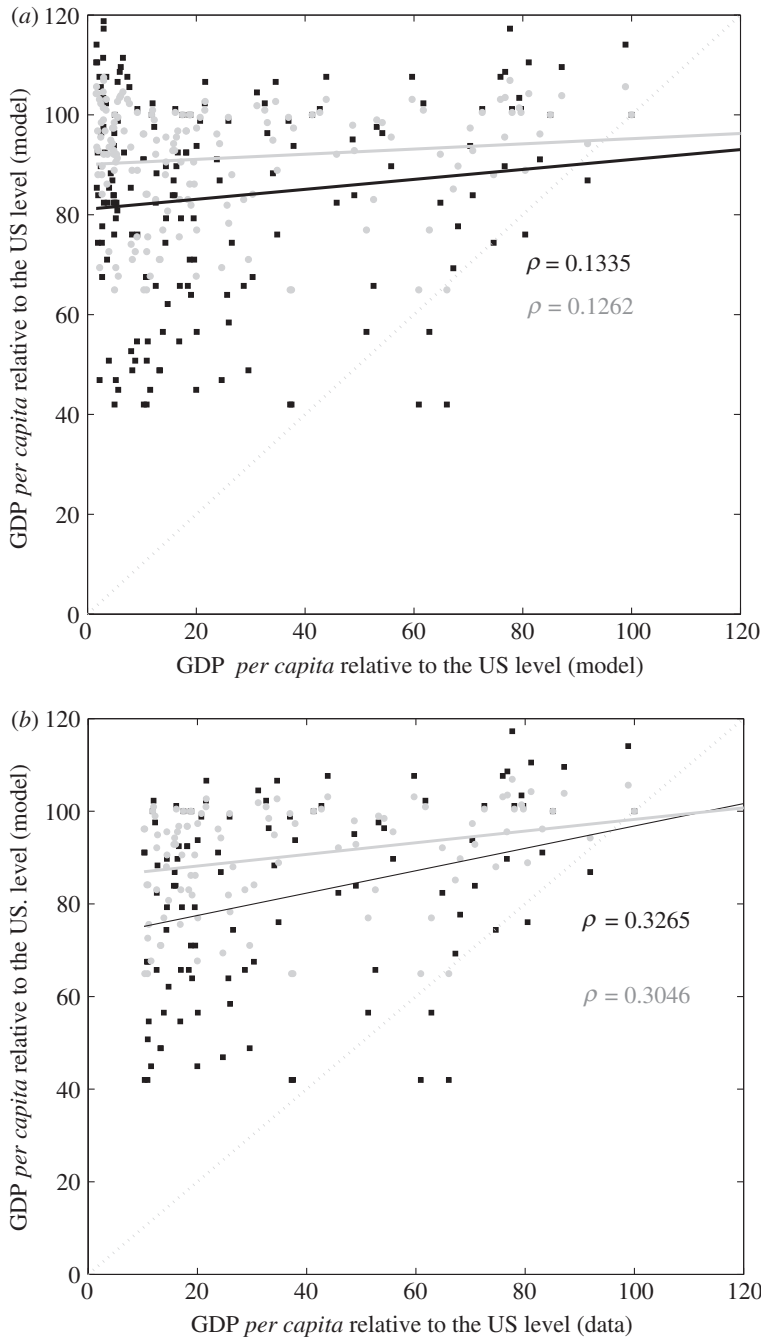 (a)
120
100
80
60
40
20
0
GDP per capita relative to the US level (model)
ρ = 0.1335
ρ = 0.1262
0 20 40 60 80 100 120
GDP per capita relative to the US level (model)
(b)
120
100
80
60
40
20
0
GDP per capita relative to the US. level (model)
ρ = 0.3265
ρ = 0.3046
0 20 40 60 80 100 120
GDP per capita relative to the US level (data)